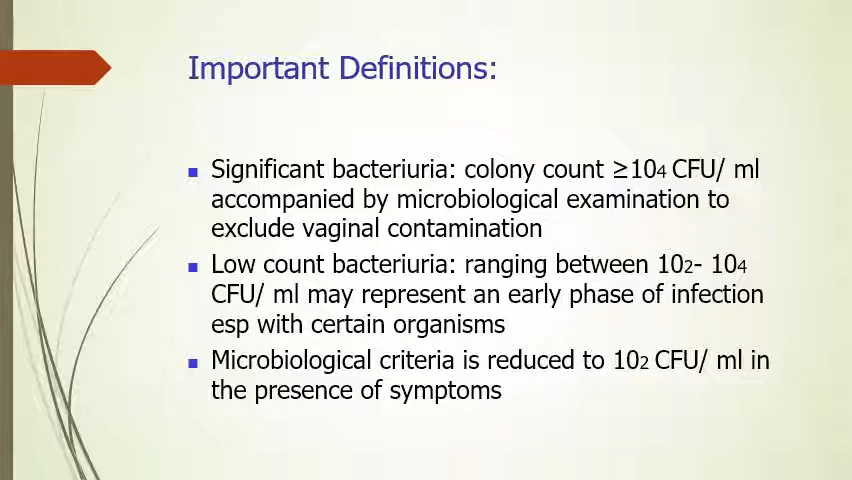 Important Definitions:
Significant bacteriuria: colony count ≥104 CFU/ ml
accompanied by microbiological examination to
exclude vaginal contamination
Low count bacteriuria: ranging between 102- 104
CFU/ ml may represent an early phase of infection
esp with certain organisms
Microbiological criteria is reduced to 102 CFU/ ml in
the presence of symptoms